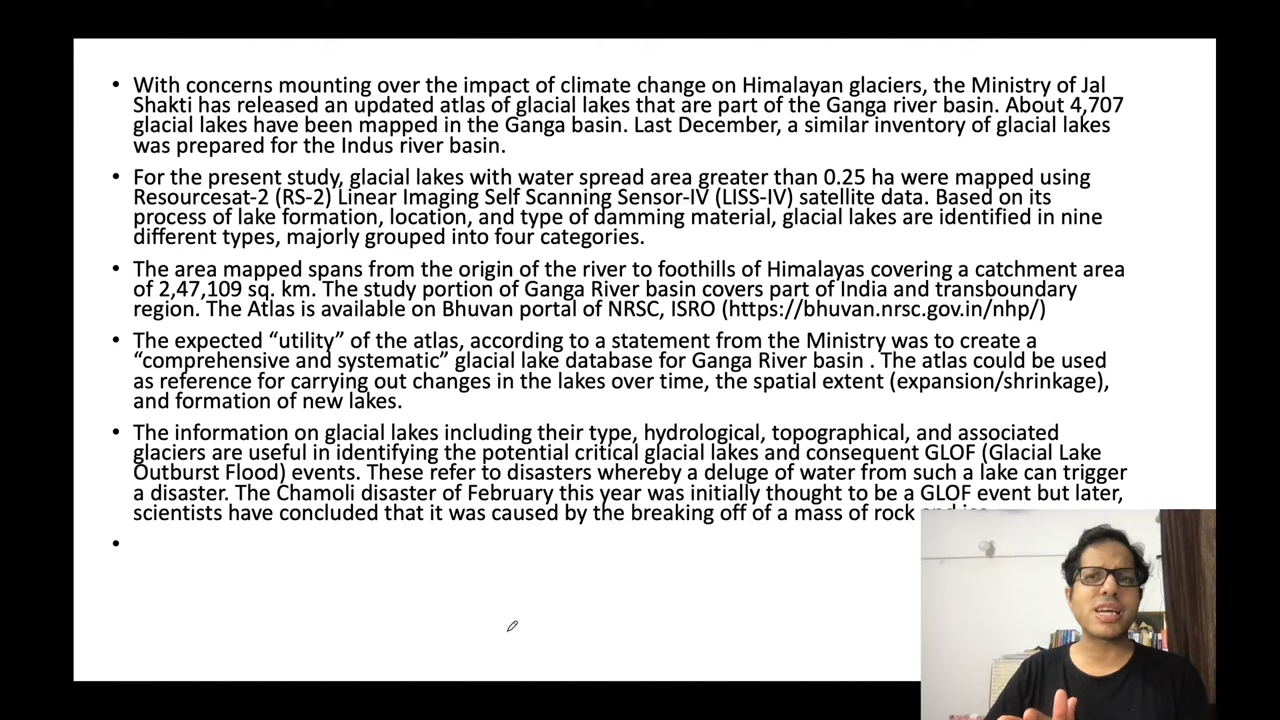 • With concerns mounting over the impact of climate change on Himalayan glaciers, the Ministry of Jal
Shakti has released an updated atlas of glacial lakes that are part of the Ganga river basin. About 4,707
glacial lakes have been mapped in the Ganga basin. Last December, a similar inventory of glacial lakes
was prepared for the Indus river basin.
• For the present study, glacial lakes with water spread area greater than 0.25 ha were mapped using
Resourcesat-2 (RS-2) Linear Imaging Self Scanning Sensor-IV (LISS-IV) satellite data. Based on its
process of lake formation, location, and type of damming material, glacial lakes are identified in nine
different types, majorly grouped into four categories.
• The area mapped spans from the origin of the river to foothills of Himalayas covering a catchment area
of 2,47,109 sq. km. The study portion of Ganga River basin covers part of India and transboundary
region. The Atlas is available on Bhuvan portal of NRSC, ISRO (https://bhuvan.nrsc.gov.in/nhp/)
• The expected “utility” of the atlas, according to a statement from the Ministry was to create a
“comprehensive and systematic” glacial lake database for Ganga River basin . The atlas could be used
as reference for carrying out changes in the lakes over time, the spatial extent (expansion/shrinkage),
and formation of new lakes.
• The information on glacial lakes including their type, hydrological, topographical, and associated
glaciers are useful in identifying the potential critical glacial lakes and consequent GLOF (Glacial Lake
Outburst Flood) events. These refer to disasters whereby a deluge of water from such a lake can trigger
a disaster. The Chamoli disaster of February this year was initially thought to be a GLOF event but later,
scientists have concluded that it was caused by the breaking off of a mass of rock
•